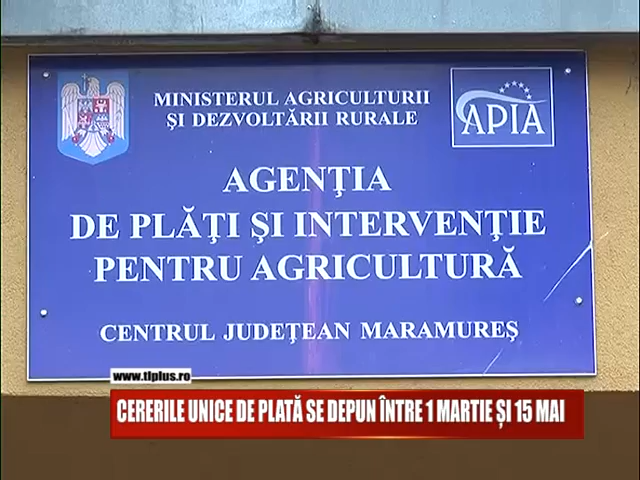 MINISTERUL AGRICULTURII
ŞI DEZVOLTĂRII RURALE
APIA
AGENŢIA
DE PLĂŢI ŞI INTERVENŢIE
PENTRU AGRICULTURĂ
CENTRUL JUDEŢEAN MARAMUREŞ
www.tlplus.ro
CERERILE UNICE DE PLATĂ SE DEPUN ÎNTRE 1 MARTIE ȘI 15 MAI